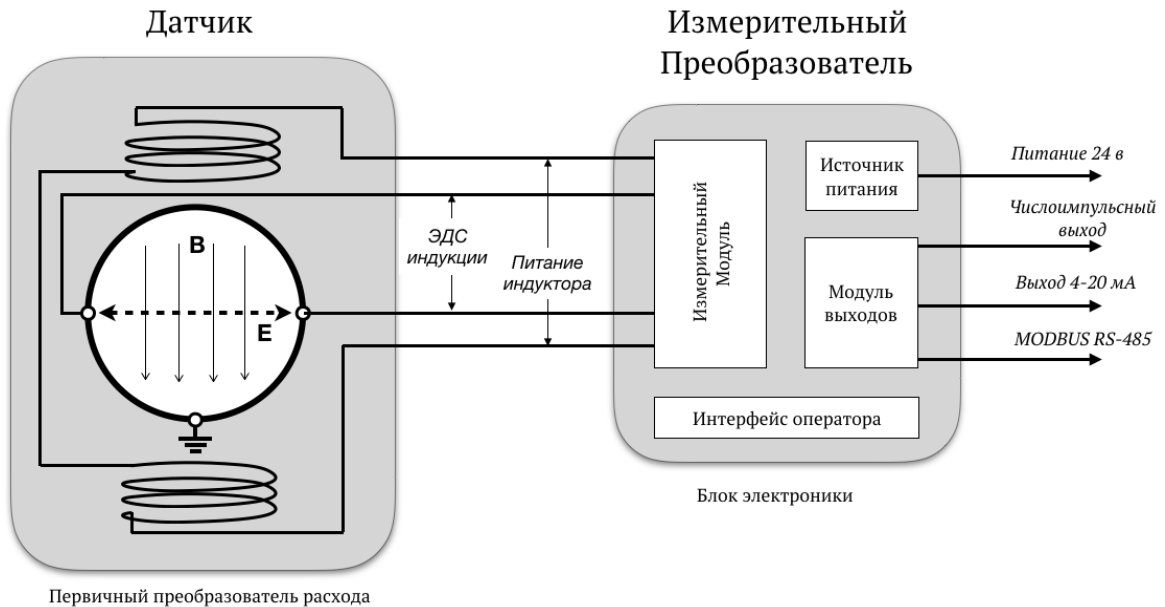 Датчик
Измерительный
Преобразователь
B
E
ЭДС
индукции
Питание
индуктора
Измерительный
Модуль
Источник
питания
Модуль
выходов
Интерфейс оператора
Питание 24 в
Числоимпульсный
выход
Выход 4-20 мА
MODBUS RS-485
Блок электроники
Первичный преобразователь расхода